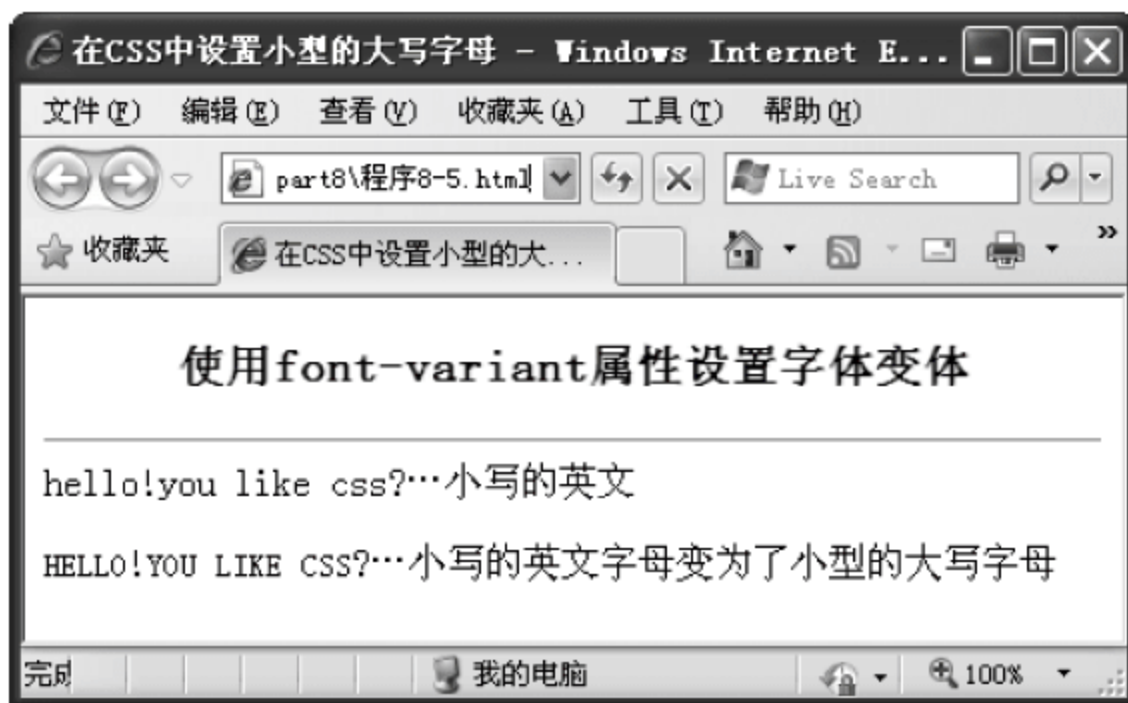 在CSS中设置小型的大写字母 - Windows Internet E...
文件(F) 编辑(E) 查看(V) 收藏夹(A) 工具(T) 帮助(H)
part8\程序8-5.html Live Search
收藏夹 在CSS中设置小型的大... »
使用font-variant属性设置字体变体
hello!you like css?…小写的英文
HELLO!YOU LIKE CSS?…小写的英文字母变为了小型的大写字母
完成 我的电脑 100%